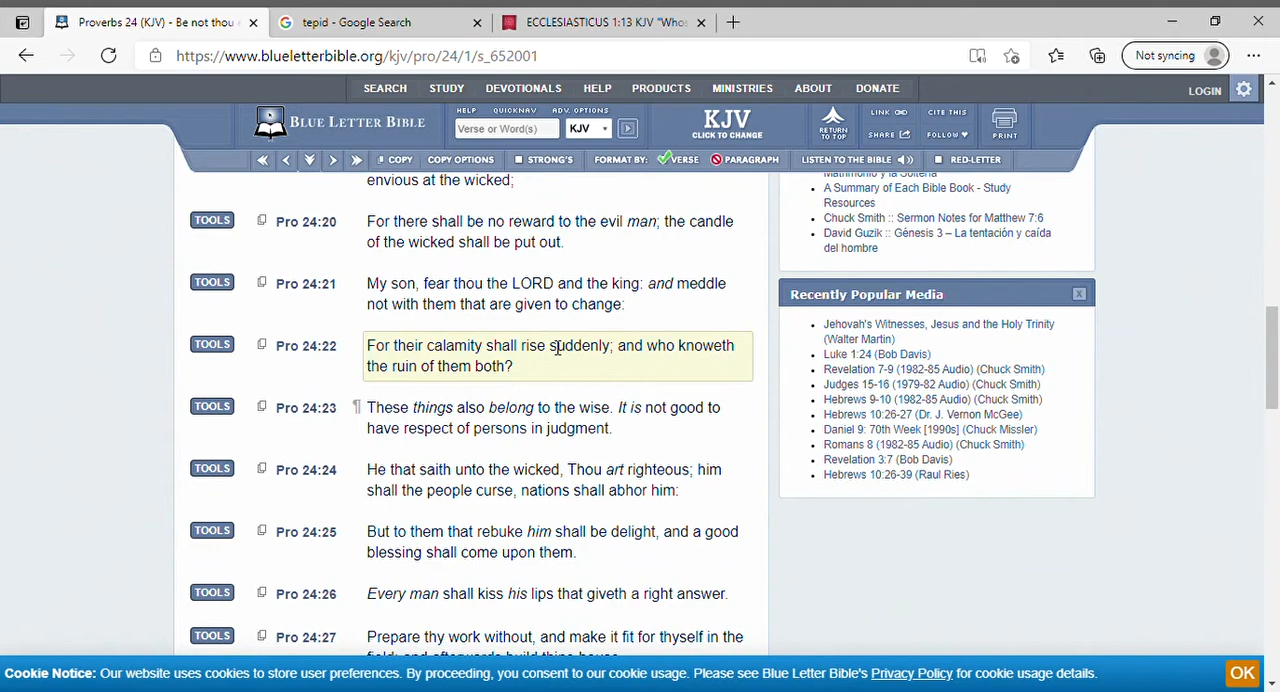 Proverbs 24 (KJV) - Be not thou
tepid - Google Search
ECCLESIASTICUS 1:13 KJV "Whos
https://www.blueletterbible.org/kjv/pro/24/1/s_652001
Not syncing
SEARCH STUDY DEVOTIONALS HELP PRODUCTS MINISTRIES ABOUT DONATE
LOGIN
BLUE LETTER BIBLE
HELP QUICKNAV ADV. OPTIONS
Verse or Word(s)
KJV
KJV
CLICK TO CHANGE
RETURN
TO TOP
LINK
CITE THIS
SHARE
FOLLOW
PRINT
COPY COPY OPTIONS STRONG'S FORMAT BY: VERSE PARAGRAPH LISTEN TO THE BIBLE RED-LETTER
envious at the wicked;
TOOLS Pro 24:20 For there shall be no reward to the evil man; the candle
of the wicked shall be put out.
TOOLS Pro 24:21 My son, fear thou the LORD and the king: and meddle
not with them that are given to change:
TOOLS Pro 24:22 For their calamity shall rise suddenly; and who knoweth
the ruin of them both?
TOOLS Pro 24:23 ¶ These things also belong to the wise. It is not good to
have respect of persons in judgment.
TOOLS Pro 24:24 He that saith unto the wicked, Thou art righteous; him
shall the people curse, nations shall abhor him:
TOOLS Pro 24:25 But to them that rebuke him shall be delight, and a good
blessing shall come upon them.
TOOLS Pro 24:26 Every man shall kiss his lips that giveth a right answer.
TOOLS Pro 24:27 Prepare thy work without, and make it fit for thyself in the
Matrimonio y la Soltería
A Summary of Each Bible Book - Study
Resources
Chuck Smith :: Sermon Notes for Matthew 7:6
David Guzik :: Génesis 3 – La tentación y caída
del hombre
Recently Popular Media
Jehovah's Witnesses, Jesus and the Holy Trinity
(Walter Martin)
Luke 1:24 (Bob Davis)
Revelation 7-9 (1982-85 Audio) (Chuck Smith)
Judges 15-16 (1979-82 Audio) (Chuck Smith)
Hebrews 9-10 (1982-85 Audio) (Chuck Smith)
Hebrews 10:26-27 (Dr. J. Vernon McGee)
Daniel 9: 70th Week [1990s] (Chuck Missler)
Romans 8 (1982-85 Audio) (Chuck Smith)
Revelation 3:7 (Bob Davis)
Hebrews 10:26-39 (Raul Ries)
Cookie Notice: Our website uses cookies to store user preferences. By proceeding, you consent to our cookie usage. Please see Blue Letter Bible's Privacy Policy for cookie usage details.
OK